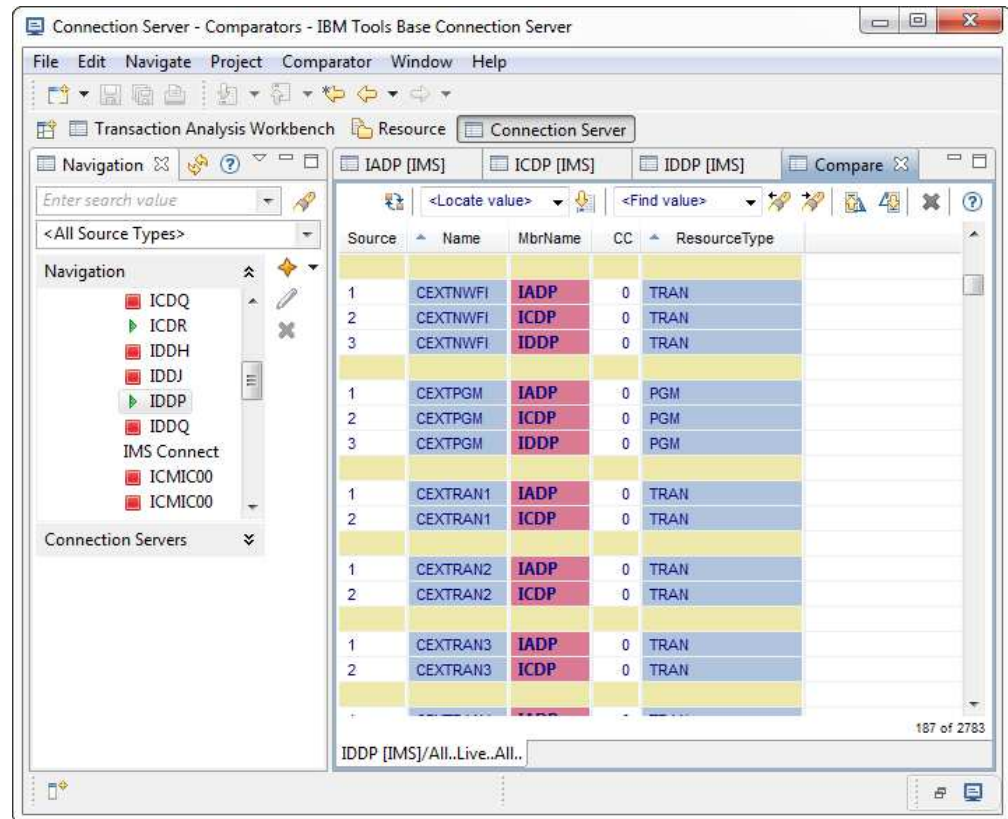 Connection Server - Comparators - IBM Tools Base Connection Server
File Edit Navigate Project Comparator Window Help
Transaction Analysis Workbench Resource Connection Server
Navigation
IADP [IMS] ICDP [IMS] IDDP [IMS] Compare
Enter search value
<Locate value> <Find value>
<All Source Types>
Source Name MbrName CC ResourceType
Navigation
ICDQ
ICDR
IDDH
IDDJ
IDDP
IDDQ
IMS Connect
ICMIC00
ICMIC00
Connection Servers
1 CEXTNWFI IADP 0 TRAN
2 CEXTNWFI ICDP 0 TRAN
3 CEXTNWFI IDDP 0 TRAN
1 CEXTPGM IADP 0 PGM
2 CEXTPGM ICDP 0 PGM
3 CEXTPGM IDDP 0 PGM
1 CEXTRAN1 IADP 0 TRAN
2 CEXTRAN1 ICDP 0 TRAN
1 CEXTRAN2 IADP 0 TRAN
2 CEXTRAN2 ICDP 0 TRAN
1 CEXTRAN3 IADP 0 TRAN
2 CEXTRAN3 ICDP 0 TRAN
187 of 2783
IDDP [IMS]/All..Live..All..